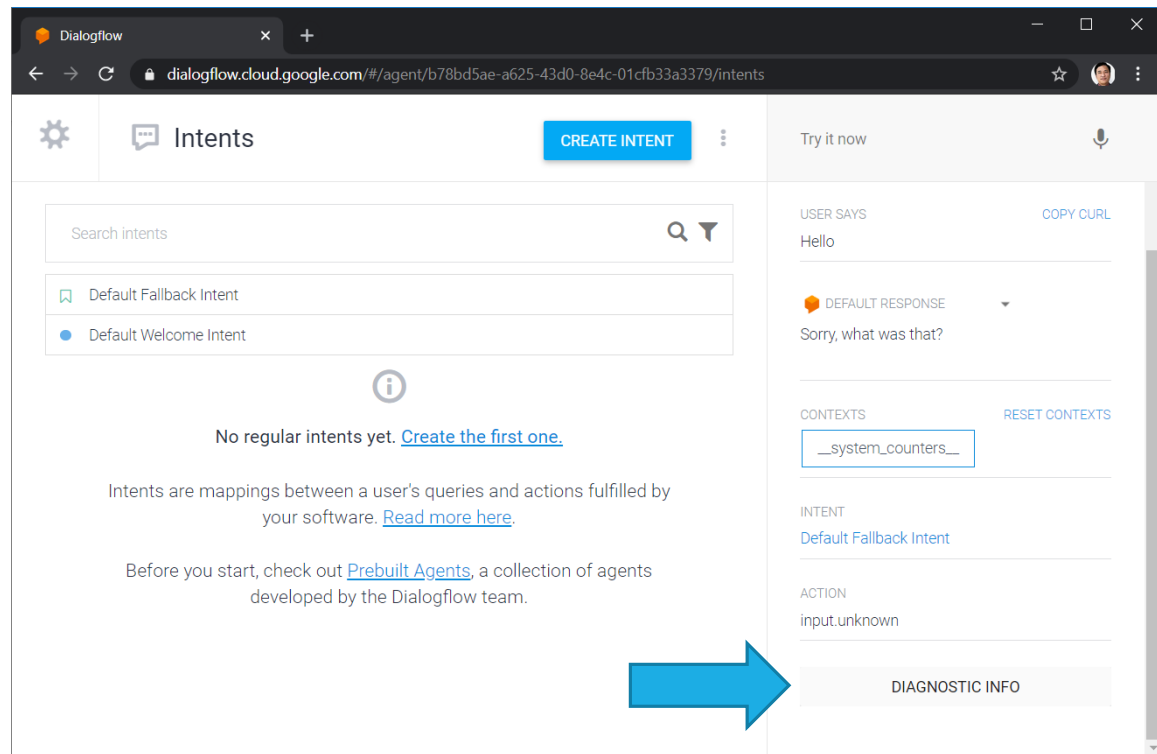 Dialogflow
dialogflow.cloud.google.com/#/agent/b78bd5ae-a625-43d0-8e4c-01cfb33a3379/intents
Intents
CREATE INTENT
Search intents
Default Fallback Intent
Default Welcome Intent
No regular intents yet. Create the first one.
Intents are mappings between a user's queries and actions fulfilled by
your software. Read more here.
Before you start, check out Prebuilt Agents, a collection of agents
developed by the Dialogflow team.
Try it now
USER SAYS COPY CURL
Hello
DEFAULT RESPONSE
Sorry, what was that?
CONTEXTS RESET CONTEXTS
__system_counters__
INTENT
Default Fallback Intent
ACTION
input.unknown
DIAGNOSTIC INFO